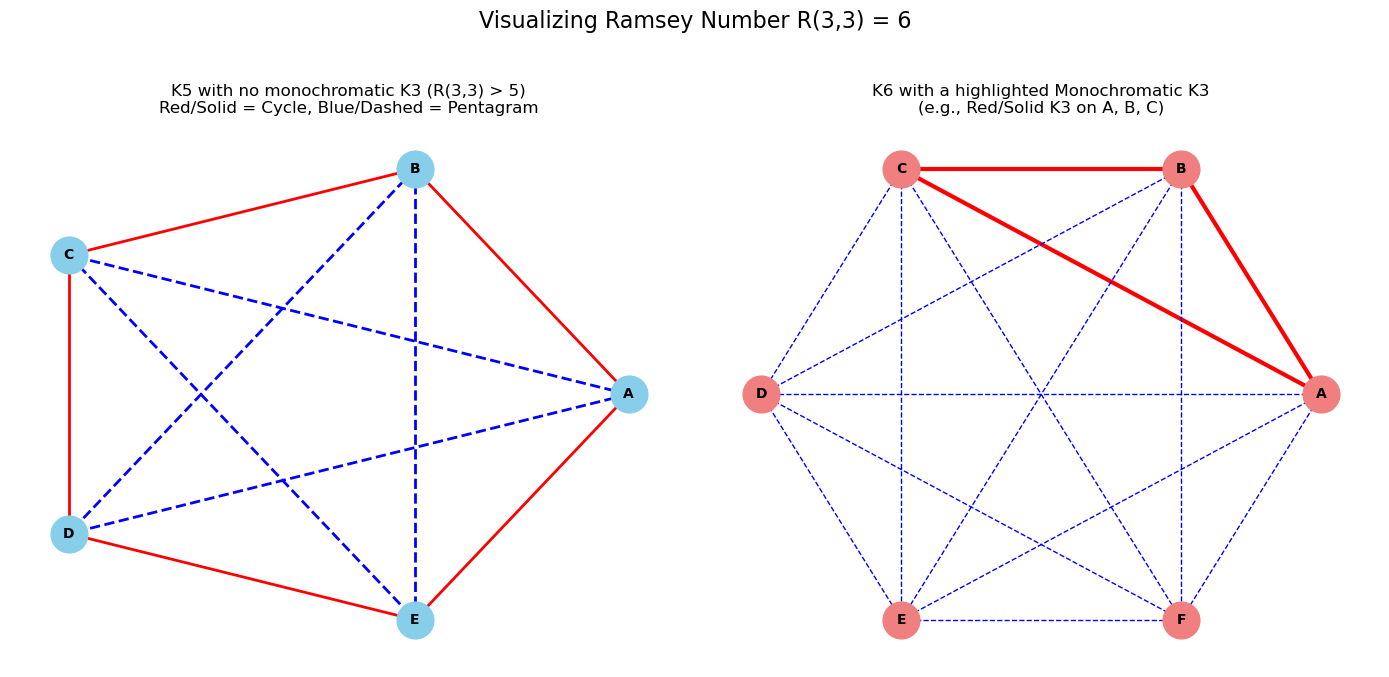 Visualizing Ramsey Number R(3,3) = 6
K5 with no monochromatic K3 (R(3,3) > 5)
Red/Solid = Cycle, Blue/Dashed = Pentagram
B
C
A
D
E
K6 with a highlighted Monochromatic K3
(e.g., Red/Solid K3 on A, B, C)
C
B
D
A
E
F